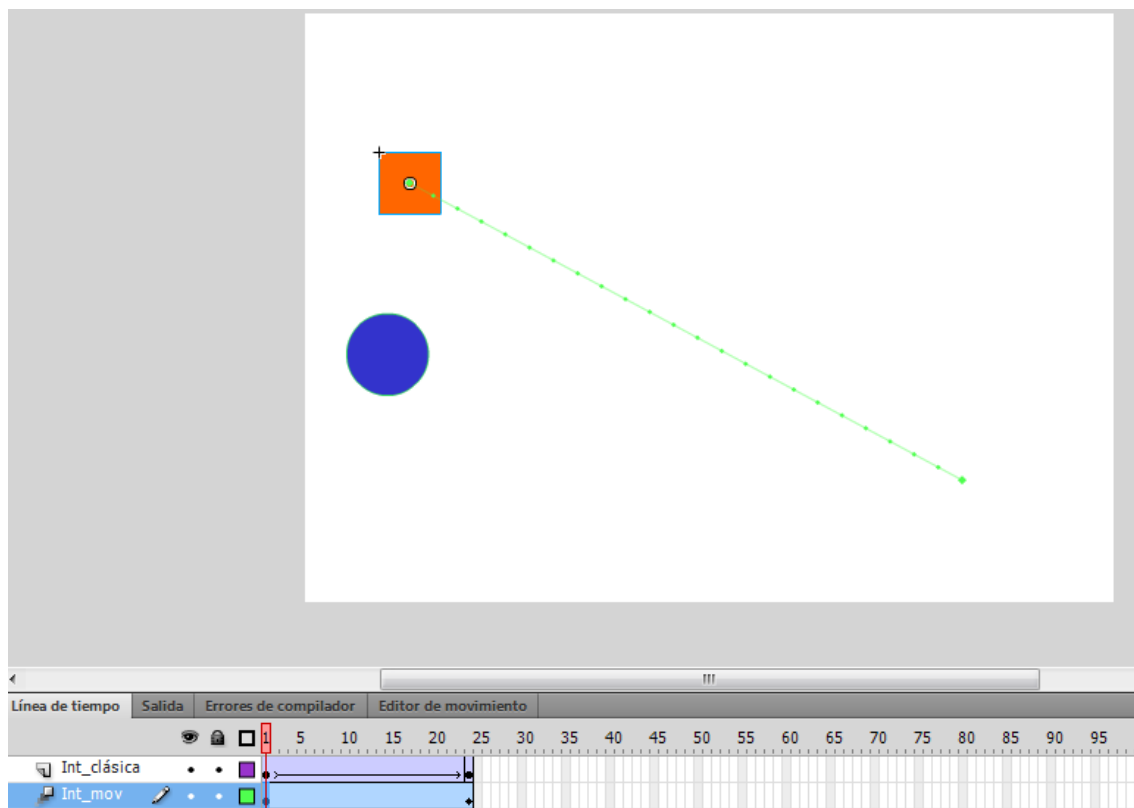 Línea de tiempo Salida Errores de compilador Editor de movimiento
1 5 10 15 20 25 30 35 40 45 50 55 60 65 70 75 80 85 90 95
Int_clásica
Int_mov